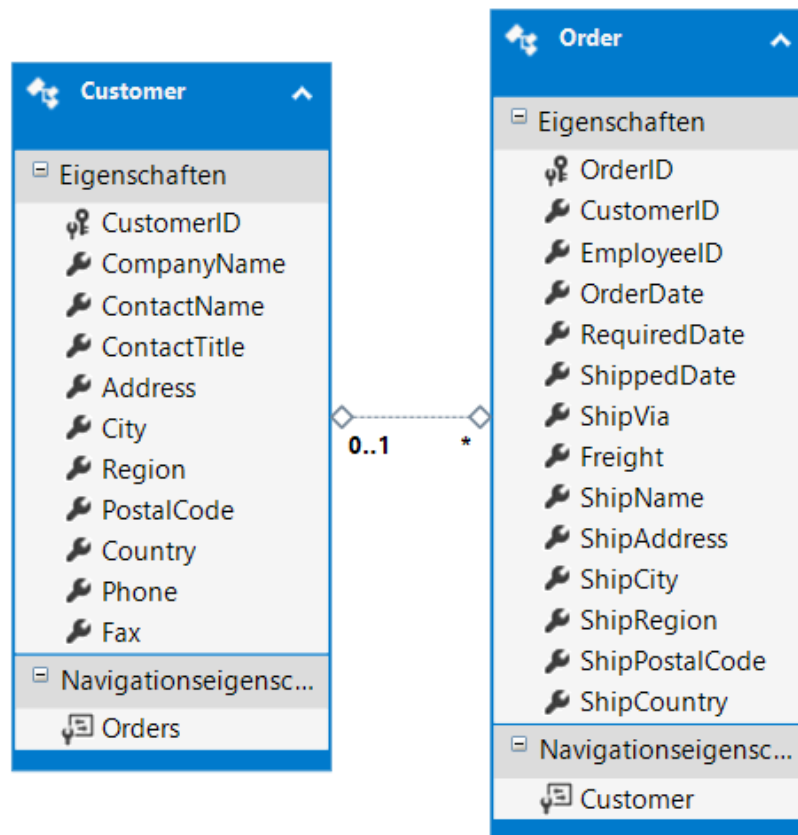 Customer
Eigenschaften
CustomerID
CompanyName
ContactName
ContactTitle
Address
City
Region
PostalCode
Country
Phone
Fax
Navigationseigensc...
Orders
0..1
*
Order
Eigenschaften
OrderID
CustomerID
EmployeeID
OrderDate
RequiredDate
ShippedDate
ShipVia
Freight
ShipName
ShipAddress
ShipCity
ShipRegion
ShipPostalCode
ShipCountry
Navigationseigensc...
Customer